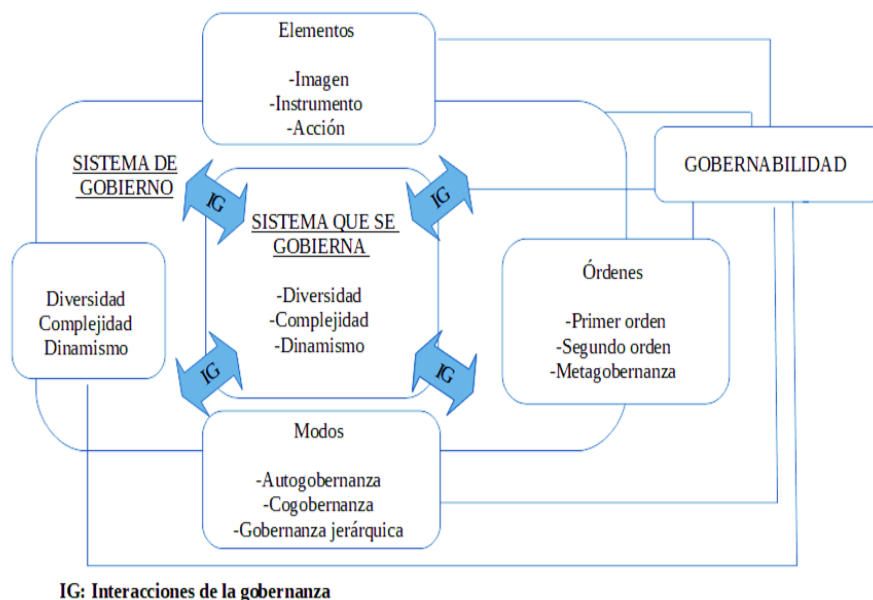 Elementos
-Imagen
-Instrumento
-Acción
SISTEMA DE
GOBIERNO
GOBERNABILIDAD
IG
IG
SISTEMA QUE SE
GOBIERNA
-Diversidad
-Complejidad
-Dinamismo
Diversidad
Complejidad
Dinamismo
Órdenes
-Primer orden
-Segundo orden
-Metagobernanza
IG
IG
Modos
-Autogobernanza
-Cogobernanza
-Gobernanza jerárquica
IG: Interacciones de la gobernanza